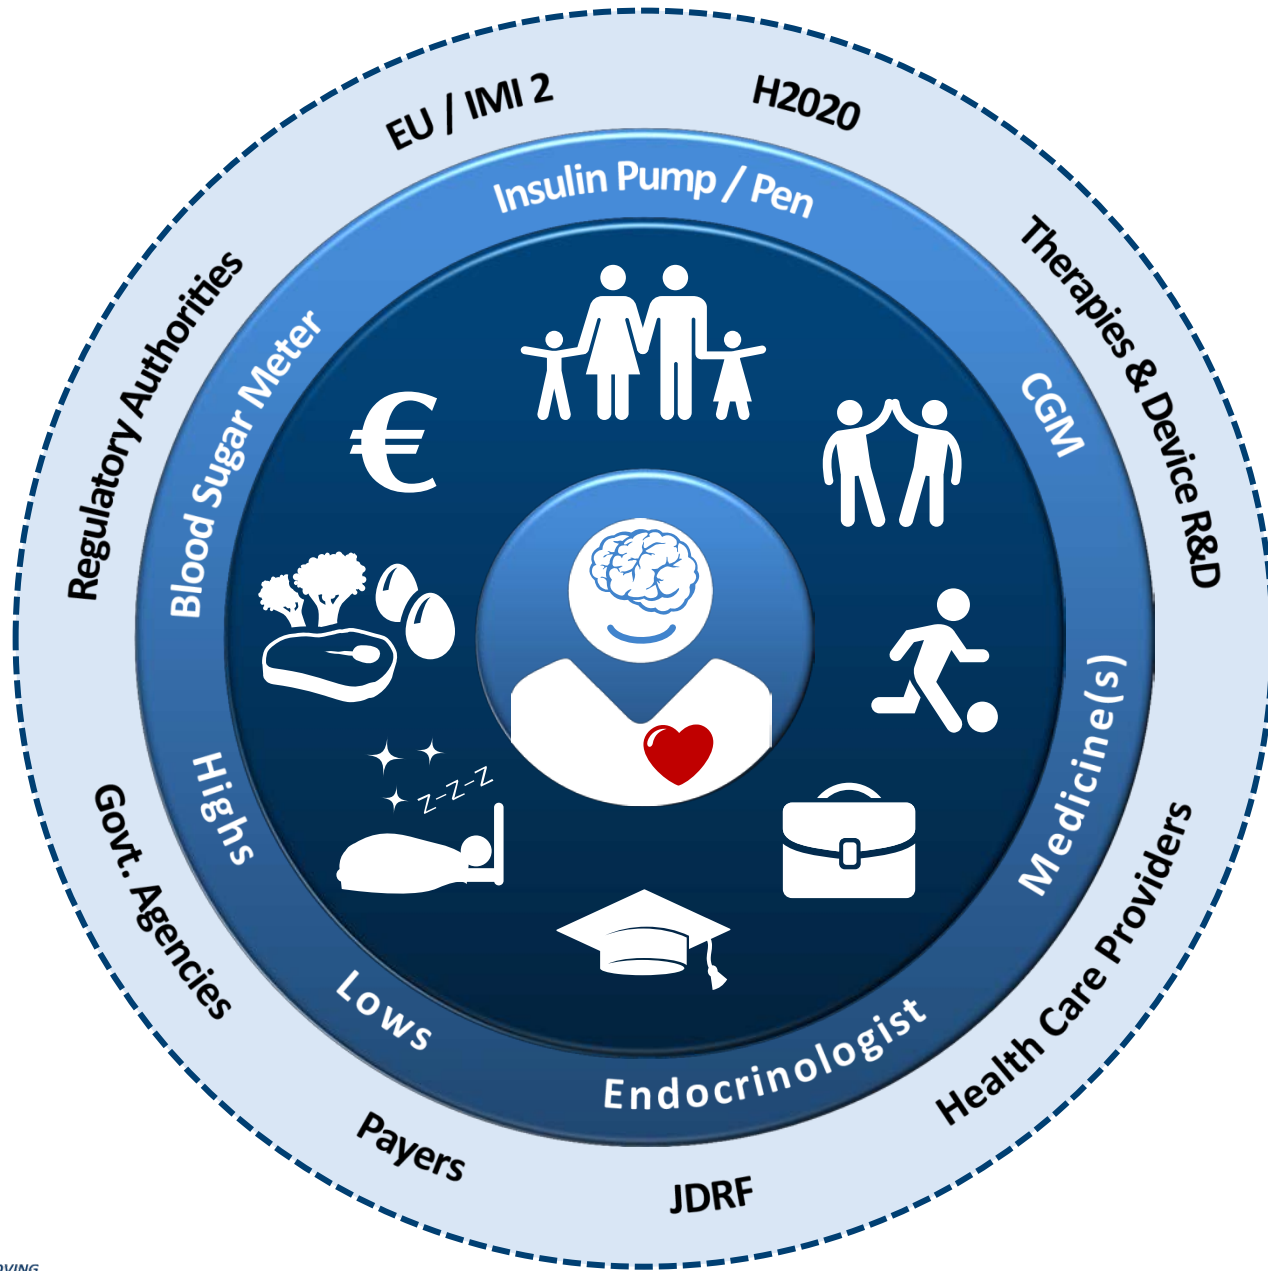 EU / IMI 2
H2020
Therapies & Device R&D
Health Care Providers
JDRF
Payers
Govt. Agencies
Regulatory Authorities
Insulin Pump / Pen
CGM
Medicine(s)
Endocrinologist
Lows
Highs
Blood Sugar Meter
€
Z-Z-Z